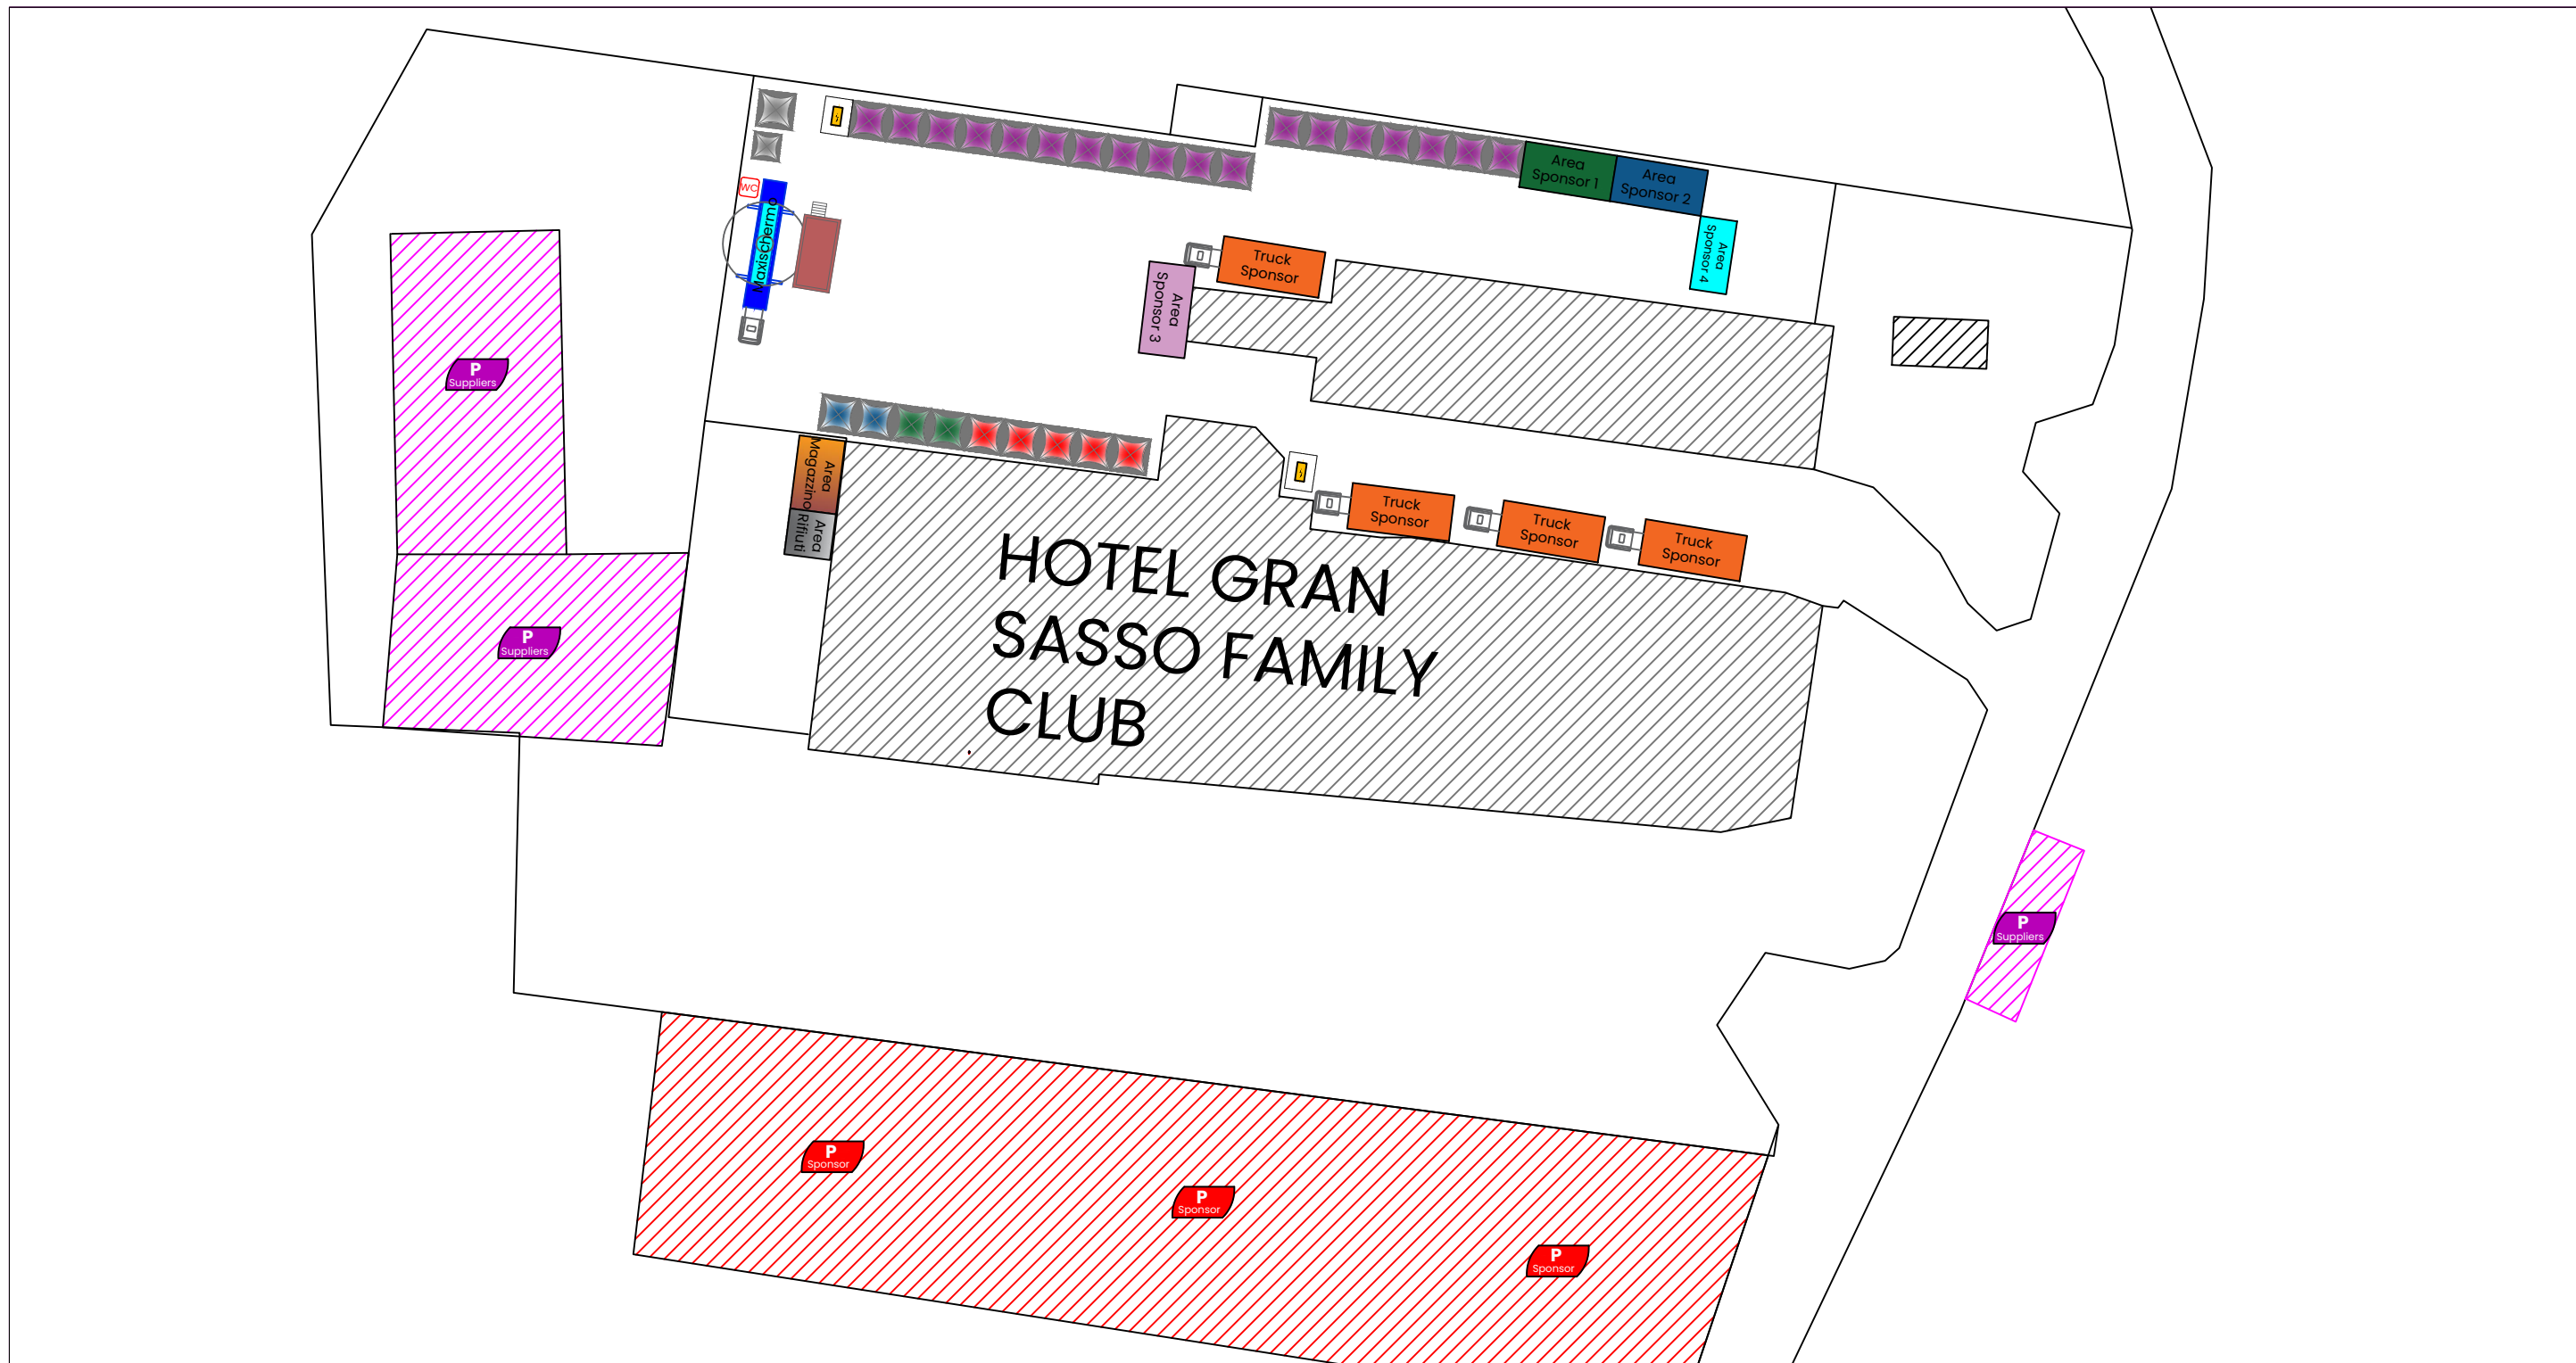 Area
Sponsor 1
Area
Sponsor 2
WC
Maxischermo
Area
Sponsor 4
Truck
Sponsor
Area
Sponsor 3
P
Suppliers
Area
Magazzino
Area
Rifiuti
Truck
Sponsor
Truck
Sponsor
Truck
Sponsor
HOTEL GRAN
SASSO FAMILY
CLUB
P
Suppliers
P
Suppliers
P
Sponsor
P
Sponsor
P
Sponsor